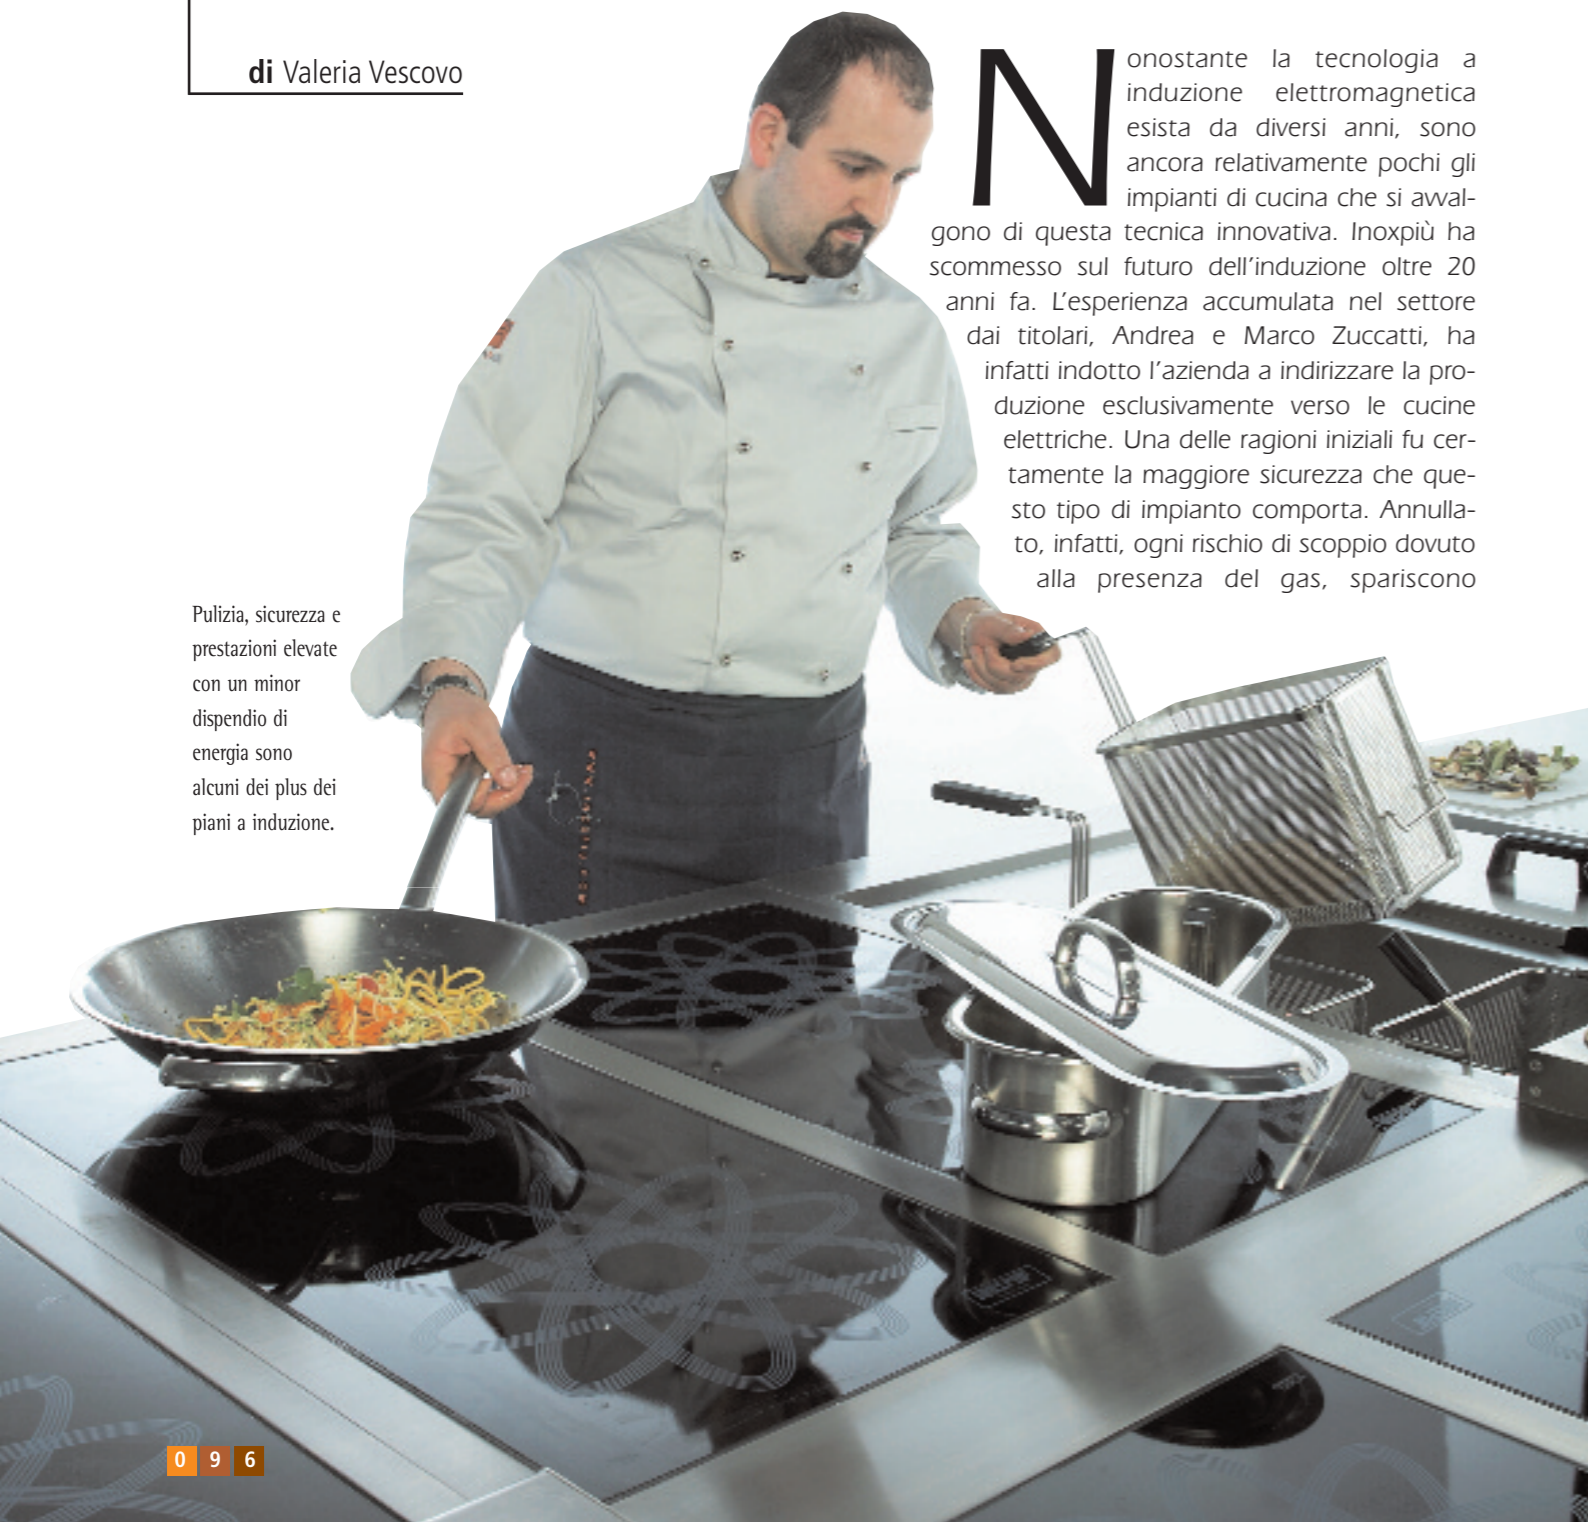 di Valeria Vescovo
Nonostante la tecnologia a
induzione elettromagnetica
esista da diversi anni, sono
ancora relativamente pochi gli
impianti di cucina che si avval-
gono di questa tecnica innovativa. Inoxpiù ha
scommesso sul futuro dell'induzione oltre 20
anni fa. L'esperienza accumulata nel settore
dai titolari, Andrea e Marco Zuccatti, ha
infatti indotto l'azienda a indirizzare la pro-
duzione esclusivamente verso le cucine
elettriche. Una delle ragioni iniziali fu cer-
tamente la maggiore sicurezza che que-
sto tipo di impianto comporta. Annulla-
to, infatti, ogni rischio di scoppio dovuto
alla presenza del gas, spariscono
Pulizia, sicurezza e
prestazioni elevate
con un minor
dispendio di
energia sono
alcuni dei plus dei
piani a induzione.
096